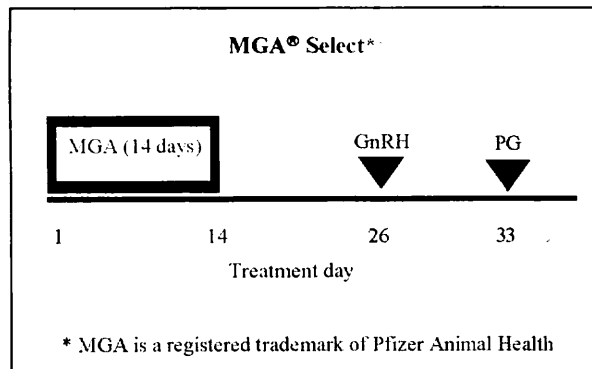 MGA® Select*
MGA (14 days)
GnRH PG
1 14 26 33
Treatment day
* MGA is a registered trademark of Pfizer Animal Health